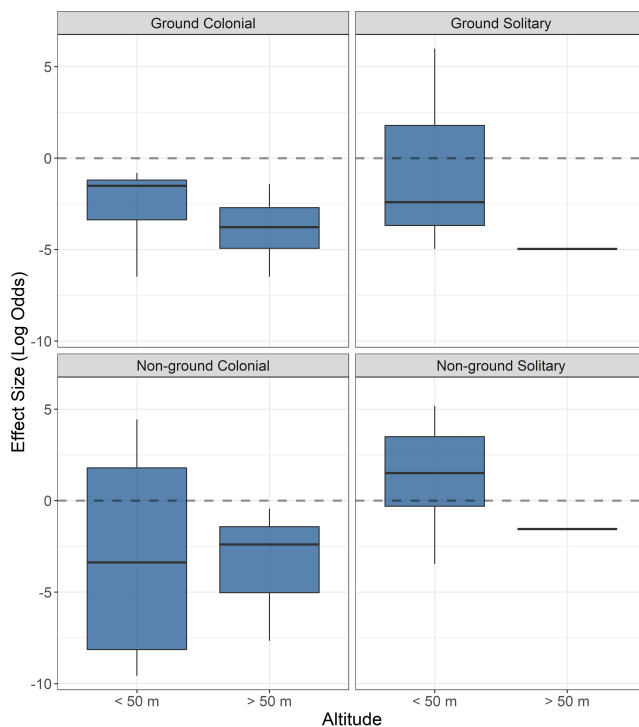 Ground Colonial
Ground Solitary
5
0
-5
-10
Non-ground Colonial
Non-ground Solitary
5
0
-5
-10
Effect Size (Log Odds)
< 50 m
> 50 m
< 50 m
> 50 m
Altitude